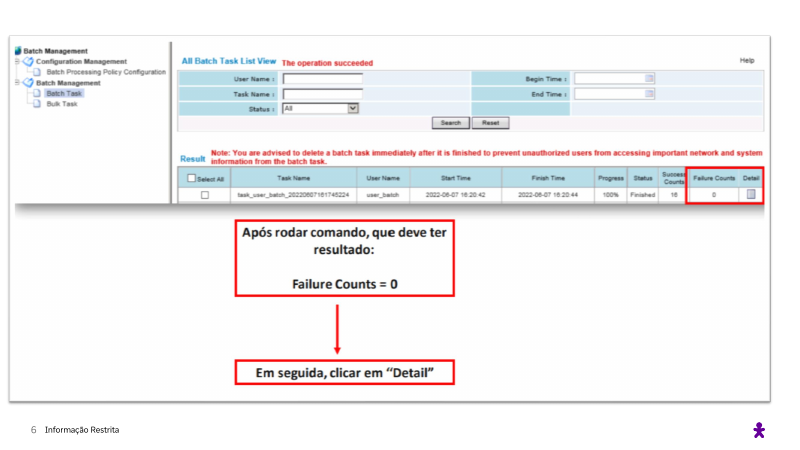 Batch Management
Configuration Management
Batch Processing Policy Configuration
Batch Management
Batch Task
Bulk Task
All Batch Task List View The operation succeeded
Help
User Name :
Begin Time :
Task Name :
End Time :
Status : All
Search Reset
Result Note: You are advised to delete a batch task immediately after it is finished to prevent unauthorized users from accessing important network and system
information from the batch task.
Select All Task Name User Name Start Time Finish Time Progress Status Success Counts Failure Counts Detail
task_user_batch_20220607161745224 user_batch 2022-06-07 16:20:42 2022-06-07 16:20:44 100% Finished 16 0
Após rodar comando, que deve ter
resultado:
Failure Counts = 0
Em seguida, clicar em “Detail”
6 Informação Restrita